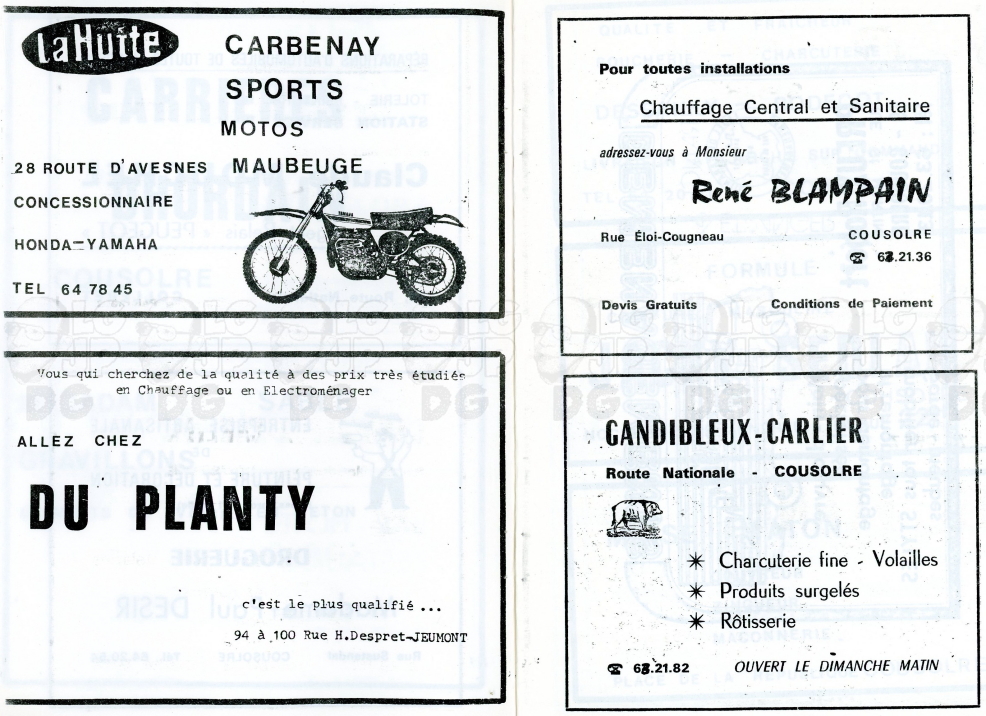 La Hutte
CARBENAY
SPORTS
MOTOS
28 ROUTE D'AVESNES MAUBEUGE
CONCESSIONNAIRE
HONDA-YAMAHA
TEL 64 78 45
YAMAHA
Vous qui cherchez de la qualité à des prix très étudiés
en Chauffage ou en Electroménager
ALLEZ CHEZ
DU PLANTY
c'est le plus qualifié ...
94 à 100 Rue H.Despret-JEUMONT
Pour toutes installations
Chauffage Central et Sanitaire
adressez-vous à Monsieur
René BLAMPAIN
Rue Éloi-Cougneau COUSOLRE
☎ 63.21.36
Devis Gratuits Conditions de Paiement
GANDIBLEUX-CARLIER
Route Nationale - COUSOLRE
✳ Charcuterie fine - Volailles
✳ Produits surgelés
✳ Rôtisserie
☎ 63.21.82 OUVERT LE DIMANCHE MATIN